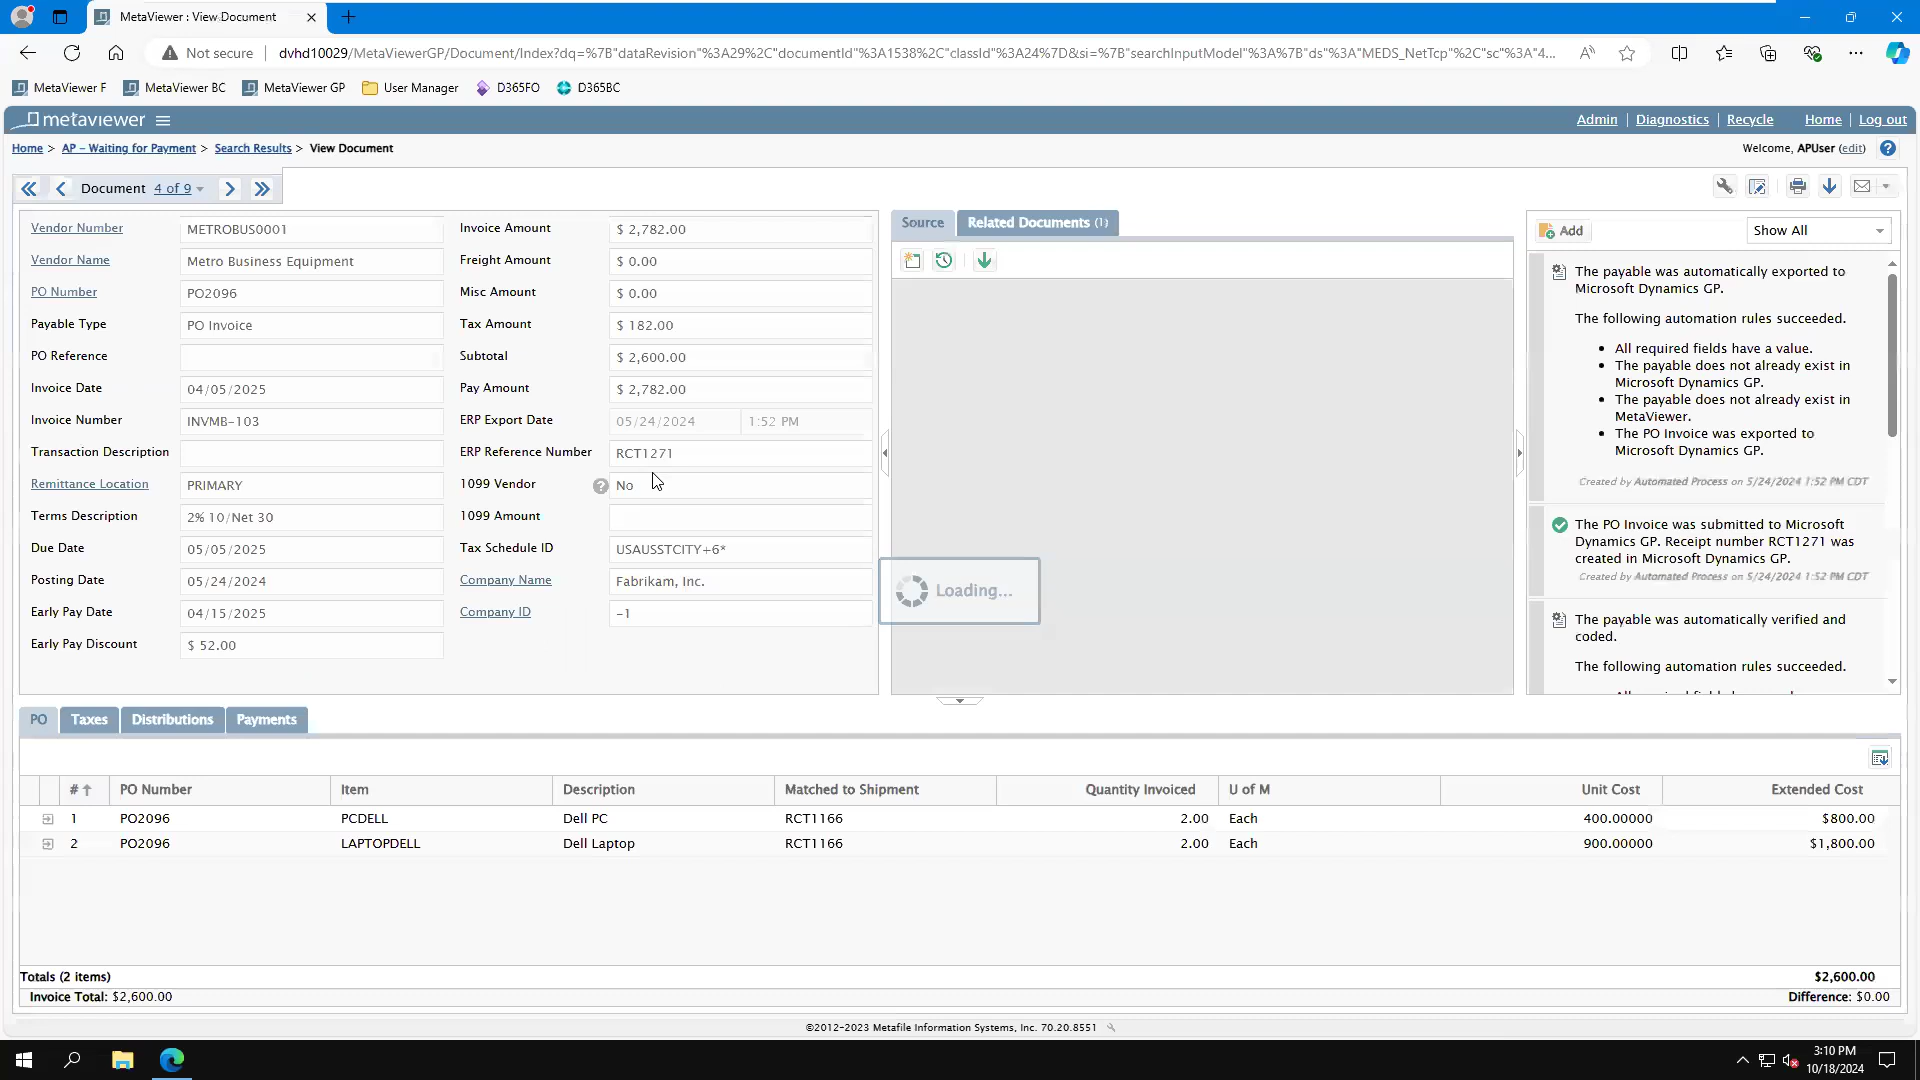 MetaViewer : View Document
Not secure
dvhd10029/MetaViewerGP/Document/Index?dq=%7B"dataRevision"%3A29%2C"documentId"%3A1538%2C"classId"%3A24%7D&si=%7B"searchInputModel"%3A%7B"ds"%3A"MEDS_NetTcp"%2C"sc"%3A"4...
MetaViewer F
MetaViewer BC
MetaViewer GP
User Manager
D365FO
D365BC
metaviewer
Admin | Diagnostics | Recycle Home | Log out
Home > AP - Waiting for Payment > Search Results > View Document
Welcome, APUser (edit)
Document 4 of 9
Vendor Number METROBUS0001
Vendor Name Metro Business Equipment
PO Number PO2096
Payable Type PO Invoice
PO Reference
Invoice Date 04/05/2025
Invoice Number INVMB-103
Transaction Description
Remittance Location PRIMARY
Terms Description 2% 10/Net 30
Due Date 05/05/2025
Posting Date 05/24/2024
Early Pay Date 04/15/2025
Early Pay Discount $ 52.00
Invoice Amount $ 2,782.00
Freight Amount $ 0.00
Misc Amount $ 0.00
Tax Amount $ 182.00
Subtotal $ 2,600.00
Pay Amount $ 2,782.00
ERP Export Date 05/24/2024 1:52 PM
ERP Reference Number RCT1271
1099 Vendor No
1099 Amount
Tax Schedule ID USAUSSTCITY+6*
Company Name Fabrikam, Inc.
Company ID -1
Source
Related Documents (1)
Loading...
Add
Show All
The payable was automatically exported to
Microsoft Dynamics GP.
The following automation rules succeeded.
• All required fields have a value.
• The payable does not already exist in
Microsoft Dynamics GP.
• The payable does not already exist in
MetaViewer.
• The PO Invoice was exported to
Microsoft Dynamics GP.
Created by Automated Process on 5/24/2024 1:52 PM CDT
The PO Invoice was submitted to Microsoft
Dynamics GP. Receipt number RCT1271 was
created in Microsoft Dynamics GP.
Created by Automated Process on 5/24/2024 1:52 PM CDT
The payable was automatically verified and
coded.
The following automation rules succeeded.
PO
Taxes
Distributions
Payments
# PO Number Item Description Matched to Shipment Quantity Invoiced U of M Unit Cost Extended Cost
1 PO2096 PCDELL Dell PC RCT1166 2.00 Each 400.00000 $800.00
2 PO2096 LAPTOPDELL Dell Laptop RCT1166 2.00 Each 900.00000 $1,800.00
Totals (2 items) $2,600.00
Invoice Total: $2,600.00 Difference: $0.00
©2012-2023 Metafile Information Systems, Inc. 70.20.8551
3:10 PM
10/18/2024